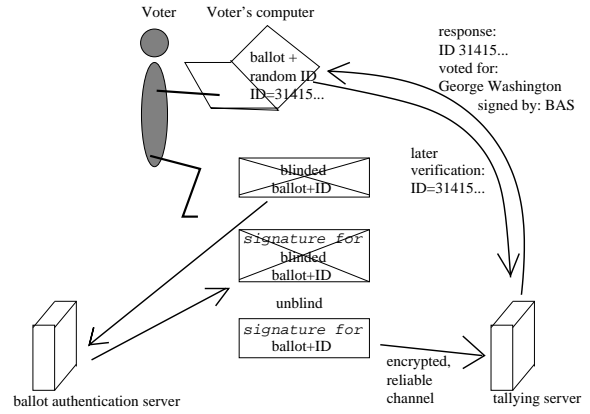 Voter
Voter's computer
ballot +
random ID
ID=31415...
response:
ID 31415...
voted for:
George Washington
signed by: BAS
later
verification:
ID=31415...
blinded
ballot+ID
signature for
blinded
ballot+ID
unblind
signature for
ballot+ID
encrypted,
reliable
channel
ballot authentication server
tallying server